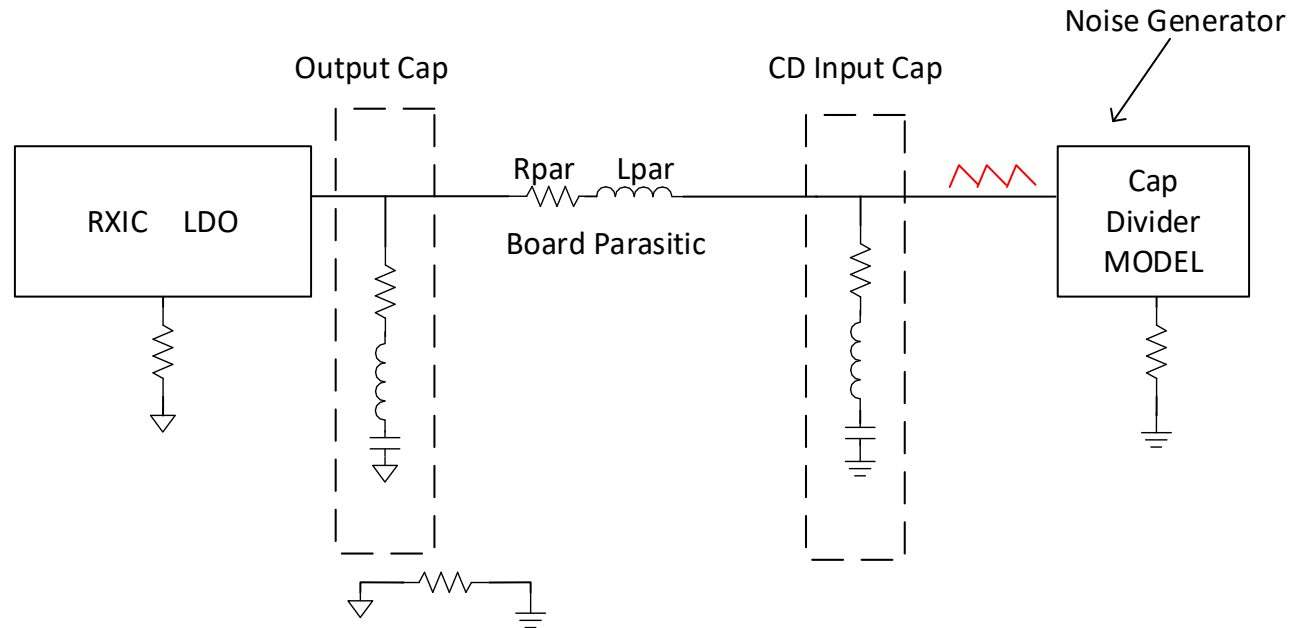 Noise Generator
Output Cap
CD Input Cap
Rpar Lpar
RXIC LDO
Board Parasitic
Cap
Divider
MODEL